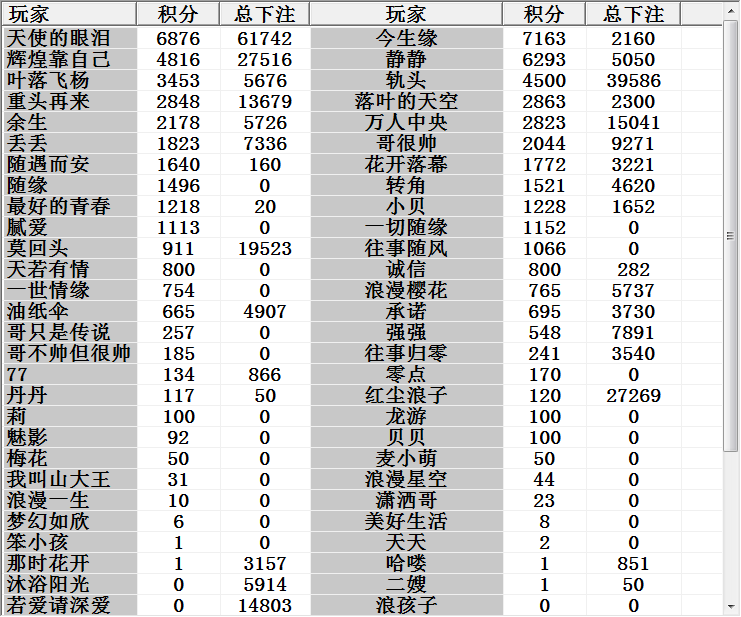 玩家 积分 总下注 玩家 积分 总下注
天使的眼泪 6876 61742 今生缘 7163 2160
辉煌靠自己 4816 27516 静静 6293 5050
叶落飞杨 3453 5676 轨头 4500 39586
重头再来 2848 13679 落叶的天空 2863 2300
余生 2178 5726 万人中央 2823 15041
丢丢 1823 7336 哥很帅 2044 9271
随遇而安 1640 160 花开落幕 1772 3221
随缘 1496 0 转角 1521 4620
最好的青春 1218 20 小贝 1228 1652
腻爱 1113 0 一切随缘 1152 0
莫回头 911 19523 往事随风 1066 0
天若有情 800 0 诚信 800 282
一世情缘 754 0 浪漫樱花 765 5737
油纸伞 665 4907 承诺 695 3730
哥只是传说 257 0 强强 548 7891
哥不帅但很帅 185 0 往事归零 241 3540
77 134 866 零点 170 0
丹丹 117 50 红尘浪子 120 27269
莉 100 0 龙游 100 0
魅影 92 0 贝贝 100 0
梅花 50 0 麦小萌 50 0
我叫山大王 31 0 浪漫星空 44 0
浪漫一生 10 0 潇洒哥 23 0
梦幻如欣 6 0 美好生活 8 0
笨小孩 1 0 天天 2 0
那时花开 1 3157 哈喽 1 851
沐浴阳光 0 5914 二嫂 1 50
若爱请深爱 0 14803 浪孩子 0 0